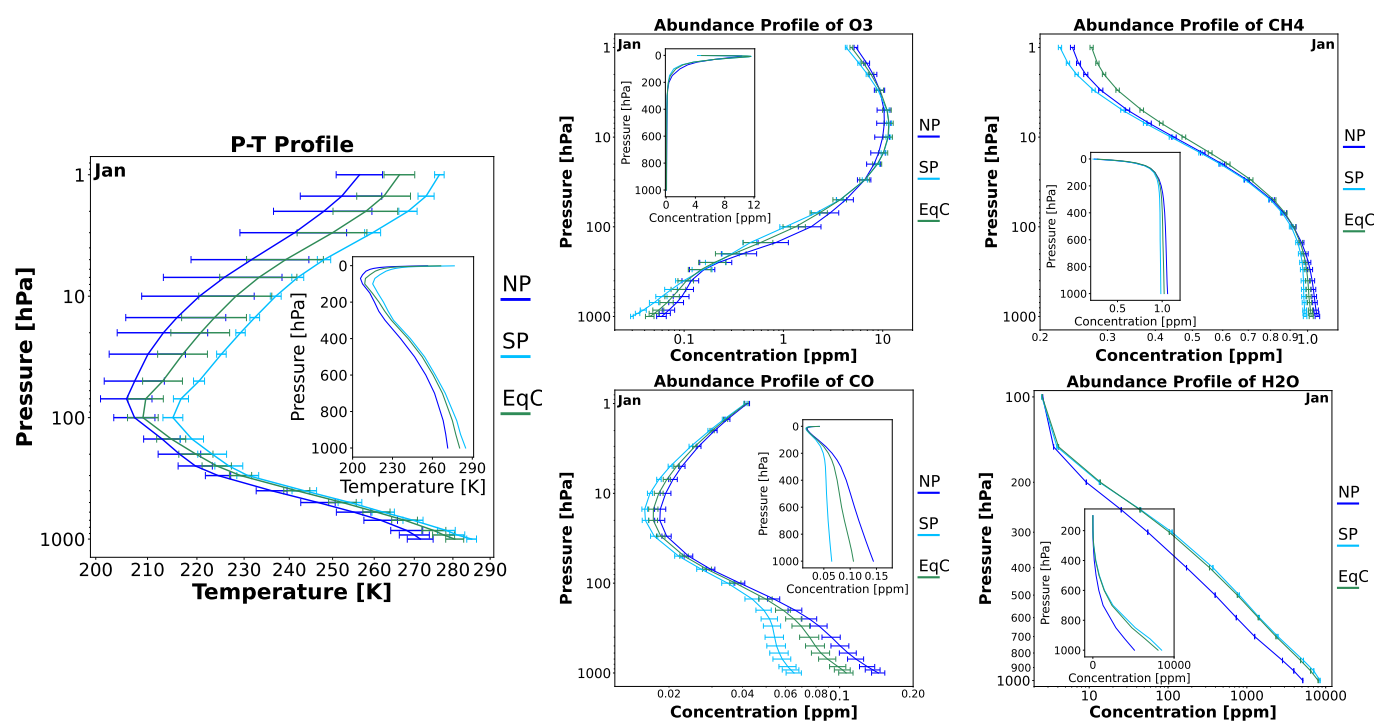 P-T Profile
Jan
Pressure [hPa]
1
10
100
1000
200 210 220 230 240 250 260 270 280 290
Temperature [K]
Pressure [hPa]
0
200
400
600
800
1000
200 230 260 290
Temperature [K]
NP
SP
EqC
Abundance Profile of O3
Jan
Pressure [hPa]
1
10
100
1000
0.1 1 10
Concentration [ppm]
Pressure [hPa]
0
200
400
600
800
1000
0 4 8 12
Concentration [ppm]
NP
SP
EqC
Abundance Profile of CH4
Jan
Pressure [hPa]
1
10
100
1000
0.2 0.3 0.4 0.5 0.6 0.7 0.8 0.9 1.0
Concentration [ppm]
Pressure [hPa]
0
200
400
600
800
1000
0.5 1.0
Concentration [ppm]
NP
SP
EqC
Abundance Profile of CO
Jan
Pressure [hPa]
1
10
100
1000
0.02 0.04 0.06 0.08 0.1 0.20
Concentration [ppm]
Pressure [hPa]
0
200
400
600
800
1000
0.05 0.15
Concentration [ppm]
NP
SP
EqC
Abundance Profile of H2O
Jan
Pressure [hPa]
100
200
300
400
500
600
700
800
900
1000
10 100 1000 10000
Concentration [ppm]
Pressure [hPa]
200
400
600
800
1000
0 10000
Concentration [ppm]
NP
SP
EqC